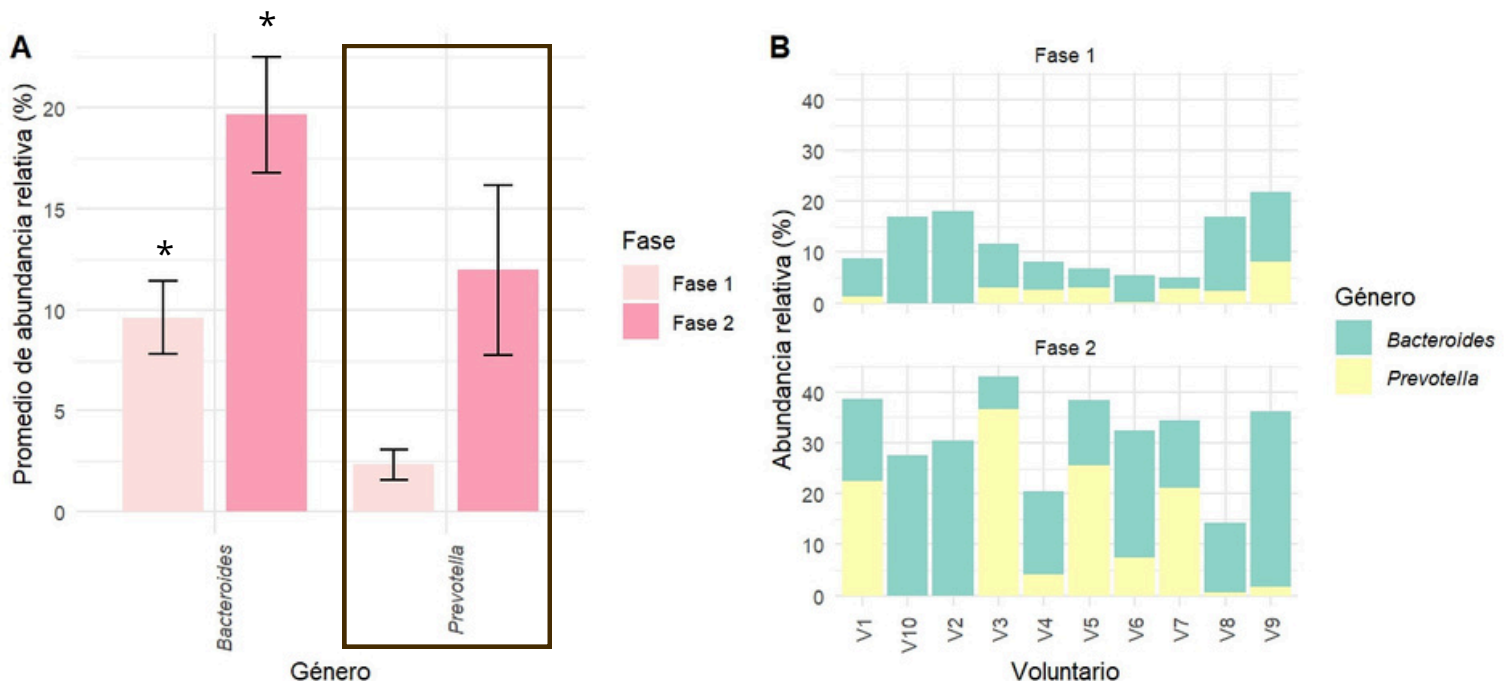 A
*
*
Promedio de abundancia relativa (%)
20
15
10
5
0
Bacteroides
Prevotella
Género
Fase
Fase 1
Fase 2
B
Fase 1
40
30
20
10
0
Fase 2
40
30
20
10
0
Abundancia relativa (%)
V1 V10 V2 V3 V4 V5 V6 V7 V8 V9
Voluntario
Género
Bacteroides
Prevotella